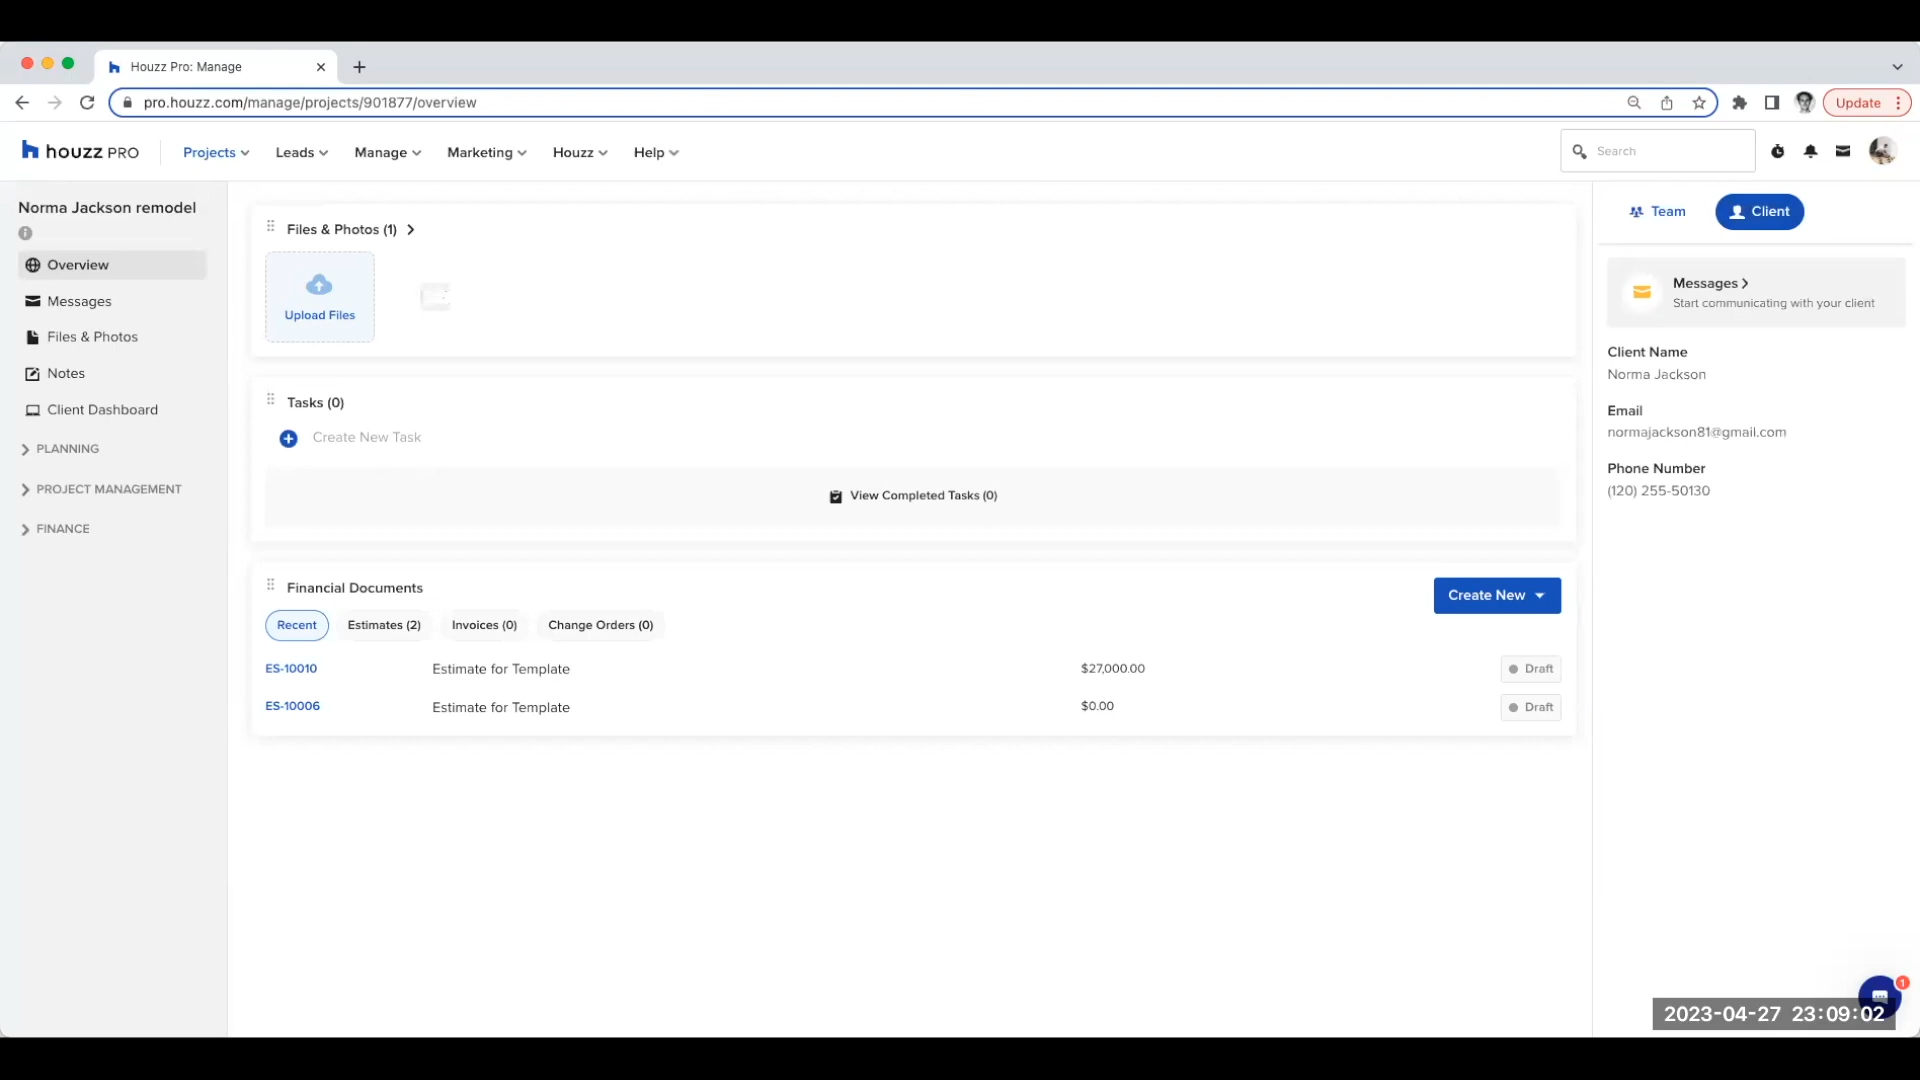 Houzz Pro: Manage
pro.houzz.com/manage/projects/901877/overview
Update
houzz PRO
Projects
Leads
Manage
Marketing
Houzz
Help
Search
Norma Jackson remodel
Overview
Messages
Files & Photos
Notes
Client Dashboard
PLANNING
PROJECT MANAGEMENT
FINANCE
Files & Photos (1)
Upload Files
Tasks (0)
Create New Task
View Completed Tasks (0)
Financial Documents
Create New
Recent
Estimates (2)
Invoices (0)
Change Orders (0)
ES-10010 Estimate for Template $27,000.00 Draft
ES-10006 Estimate for Template $0.00 Draft
Team
Client
Messages
Start communicating with your client
Client Name
Norma Jackson
Email
normajackson81@gmail.com
Phone Number
(120) 255-50130
1
2023-04-27 23:09:02